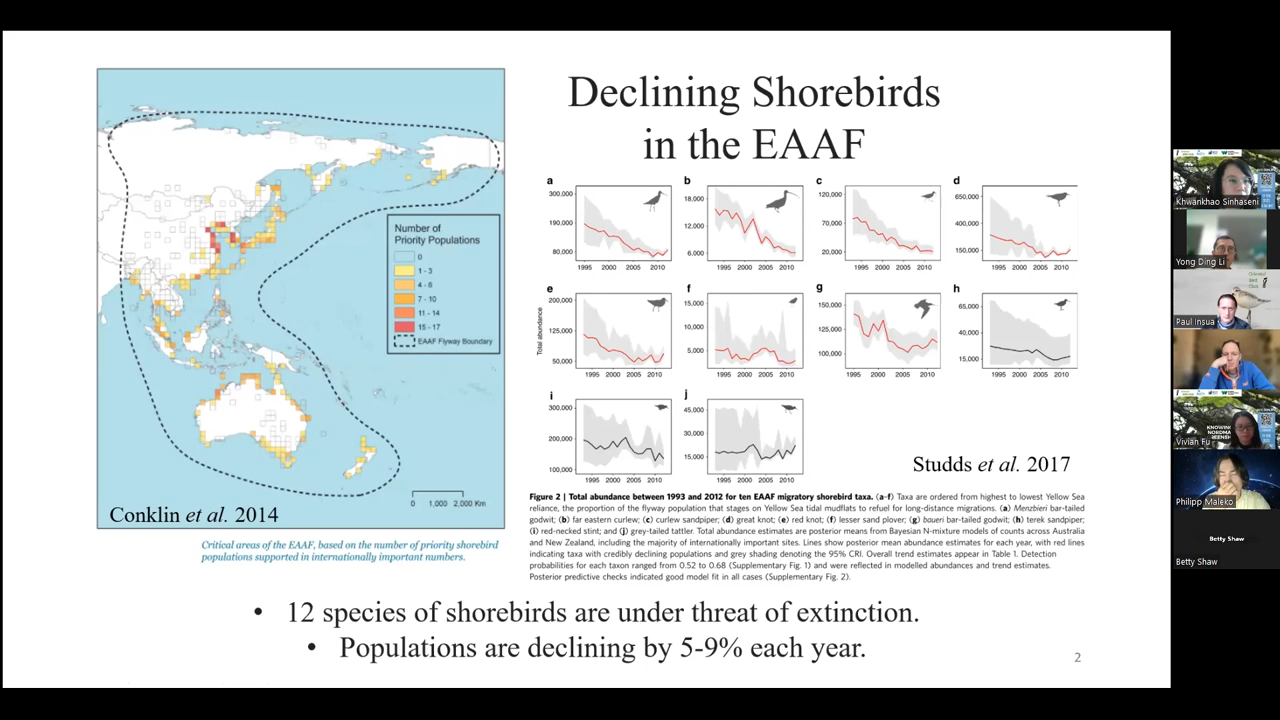 Declining Shorebirds
in the EAAF
Number of
Priority Populations
0
1 - 3
4 - 6
7 - 10
11 - 14
15 - 17
EAAF Flyway Boundary
0 1,000 2,000 Km
Conklin et al. 2014
Critical areas of the EAAF, based on the number of priority shorebird
populations supported in internationally important numbers.
Total abundance
a
300,000
190,000
80,000
1995 2000 2005 2010
b
18,000
12,000
6,000
1995 2000 2005 2010
c
120,000
70,000
20,000
1995 2000 2005 2010
d
650,000
400,000
150,000
1995 2000 2005 2010
e
200,000
125,000
50,000
1995 2000 2005 2010
f
15,000
10,000
5,000
1995 2000 2005 2010
g
150,000
125,000
100,000
1995 2000 2005 2010
h
65,000
40,000
15,000
1995 2000 2005 2010
i
300,000
200,000
100,000
1995 2000 2005 2010
j
45,000
30,000
15,000
1995 2000 2005 2010
Studds et al. 2017
Figure 2 | Total abundance between 1993 and 2012 for ten EAAF migratory shorebird taxa. (a-f) Taxa are ordered from highest to lowest Yellow Sea
reliance, the proportion of the flyway population that stages on Yellow Sea tidal mudflats to refuel for long-distance migrations. (a) Menzbieri bar-tailed
godwit; (b) far eastern curlew; (c) curlew sandpiper; (d) great knot; (e) red knot; (f) lesser sand plover; (g) baueri bar-tailed godwit; (h) terek sandpiper;
(i) red-necked stint; and (j) grey-tailed tattler. Total abundance estimates are posterior means from Bayesian N-mixture models of counts across Australia
and New Zealand, including the majority of internationally important sites. Lines show posterior mean abundance estimates for each year, with red lines
indicating taxa with credibly declining populations and grey shading denoting the 95% CRI. Overall trend estimates appear in Table 1. Detection
probabilities for each taxon ranged from 0.52 to 0.68 (Supplementary Fig. 1) and were reflected in modelled abundances and trend estimates.
Posterior predictive checks indicated good model fit in all cases (Supplementary Fig. 2).
• 12 species of shorebirds are under threat of extinction.
• Populations are declining by 5-9% each year.
2
Khwankhao Sinhaseni
Yong Ding Li
Oriental
Bird
Club
Paul Insua
KNOWING
Vivian Fu
Philipp Maleko
Betty Shaw
Betty Shaw